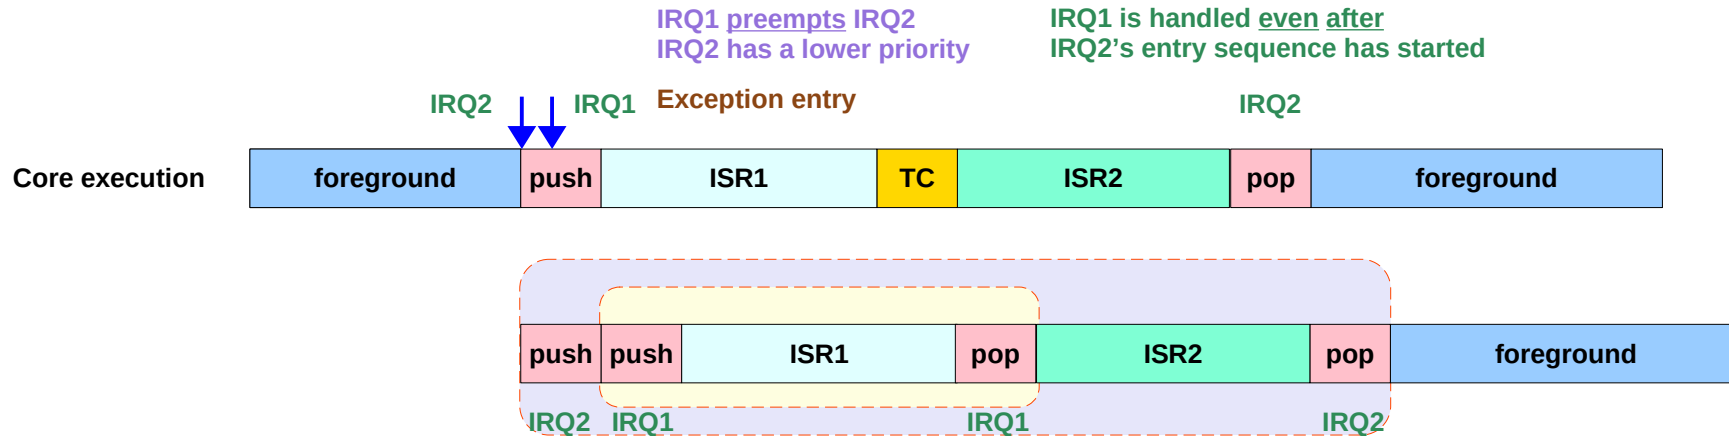 IRQ1 preempts IRQ2
IRQ2 has a lower priority
IRQ1 is handled even after
IRQ2’s entry sequence has started
IRQ2 IRQ1 Exception entry IRQ2
Core execution foreground push ISR1 TC ISR2 pop foreground
push push ISR1 pop ISR2 pop foreground
IRQ2 IRQ1 IRQ1 IRQ2